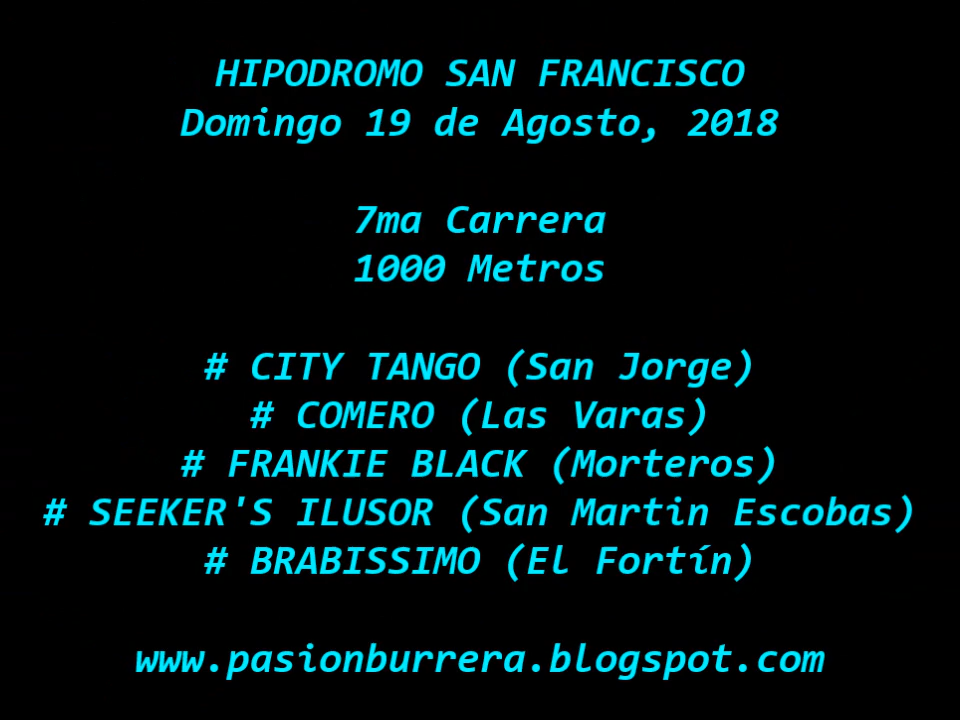 HIPODROMO SAN FRANCISCO
Domingo 19 de Agosto, 2018
7ma Carrera
1000 Metros
# CITY TANGO (San Jorge)
# COMERO (Las Varas)
# FRANKIE BLACK (Morteros)
# SEEKER'S ILUSOR (San Martin Escobas)
# BRABISSIMO (El Fortín)
www.pasionburrera.blogspot.com